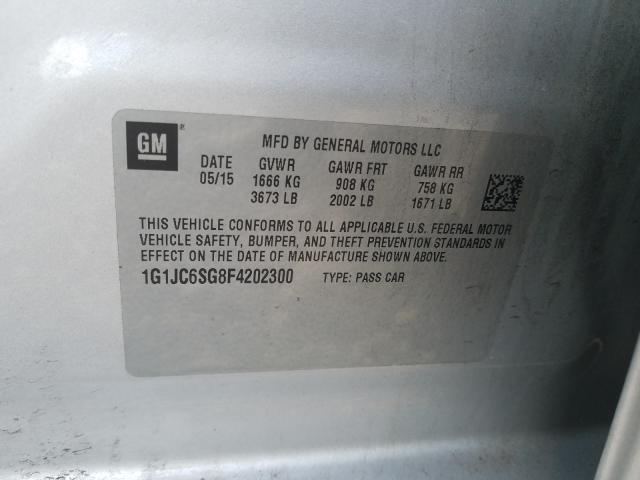 GM®
MFD BY GENERAL MOTORS LLC
DATE GVWR GAWR FRT GAWR RR
05/15 1666 KG 908 KG 758 KG
3673 LB 2002 LB 1671 LB
THIS VEHICLE CONFORMS TO ALL APPLICABLE U.S. FEDERAL MOTOR
VEHICLE SAFETY, BUMPER, AND THEFT PREVENTION STANDARDS IN
EFFECT ON THE DATE OF MANUFACTURE SHOWN ABOVE.
1G1JC6SG8F4202300 TYPE: PASS CAR